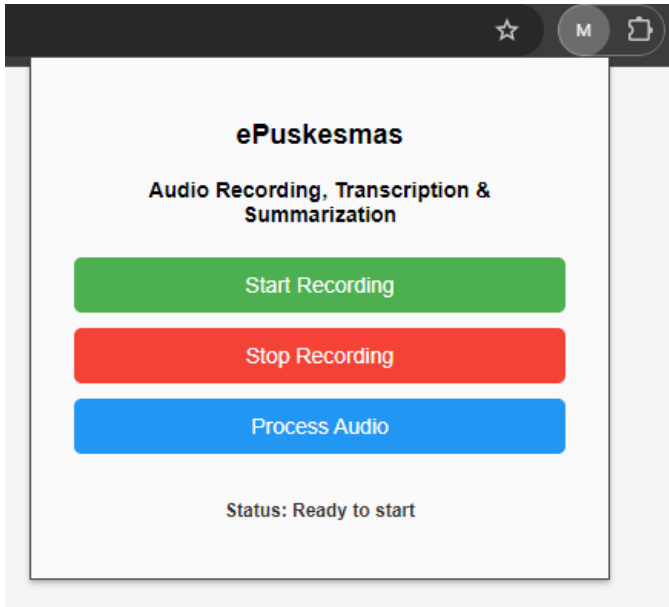 M
ePuskesmas
Audio Recording, Transcription &
Summarization
Start Recording
Stop Recording
Process Audio
Status: Ready to start